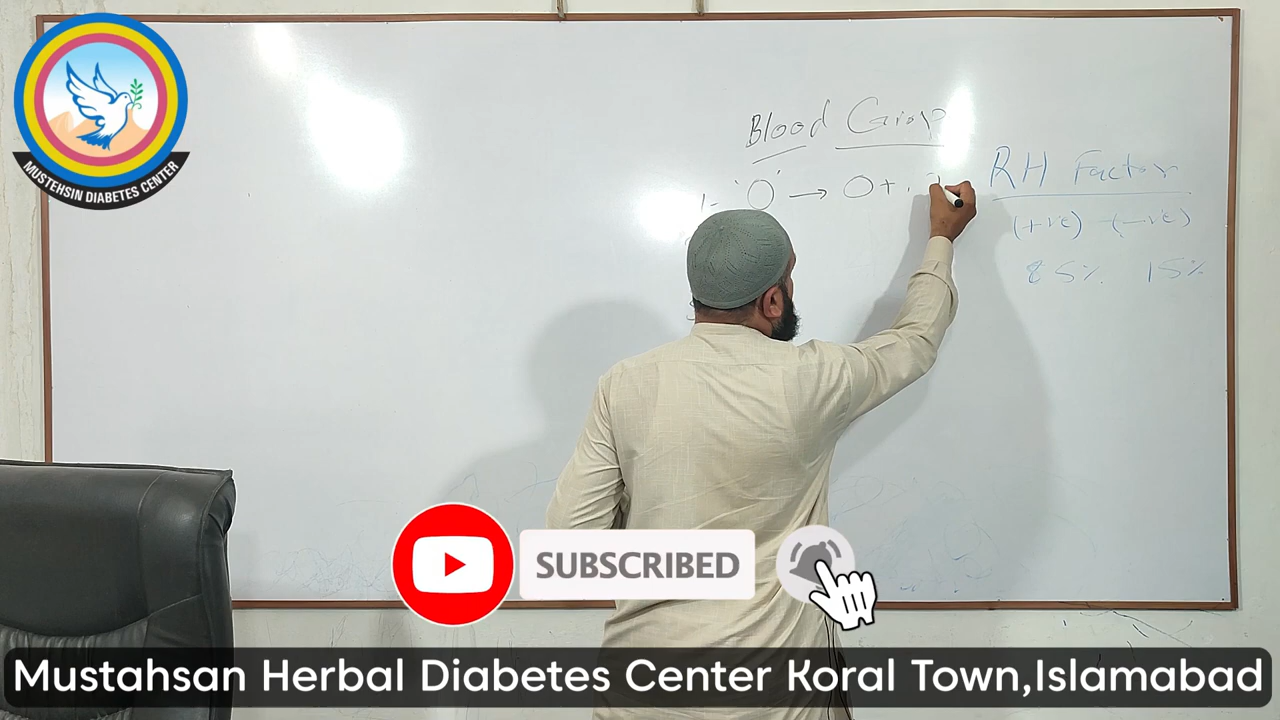 MUSTEHSIN DIABETES CENTER
Blood Group
1- 'O' → O+,
RH Factor
(+ve) (-ve)
85% 15%
SUBSCRIBED
Mustahsan Herbal Diabetes Center Koral Town,Islamabad